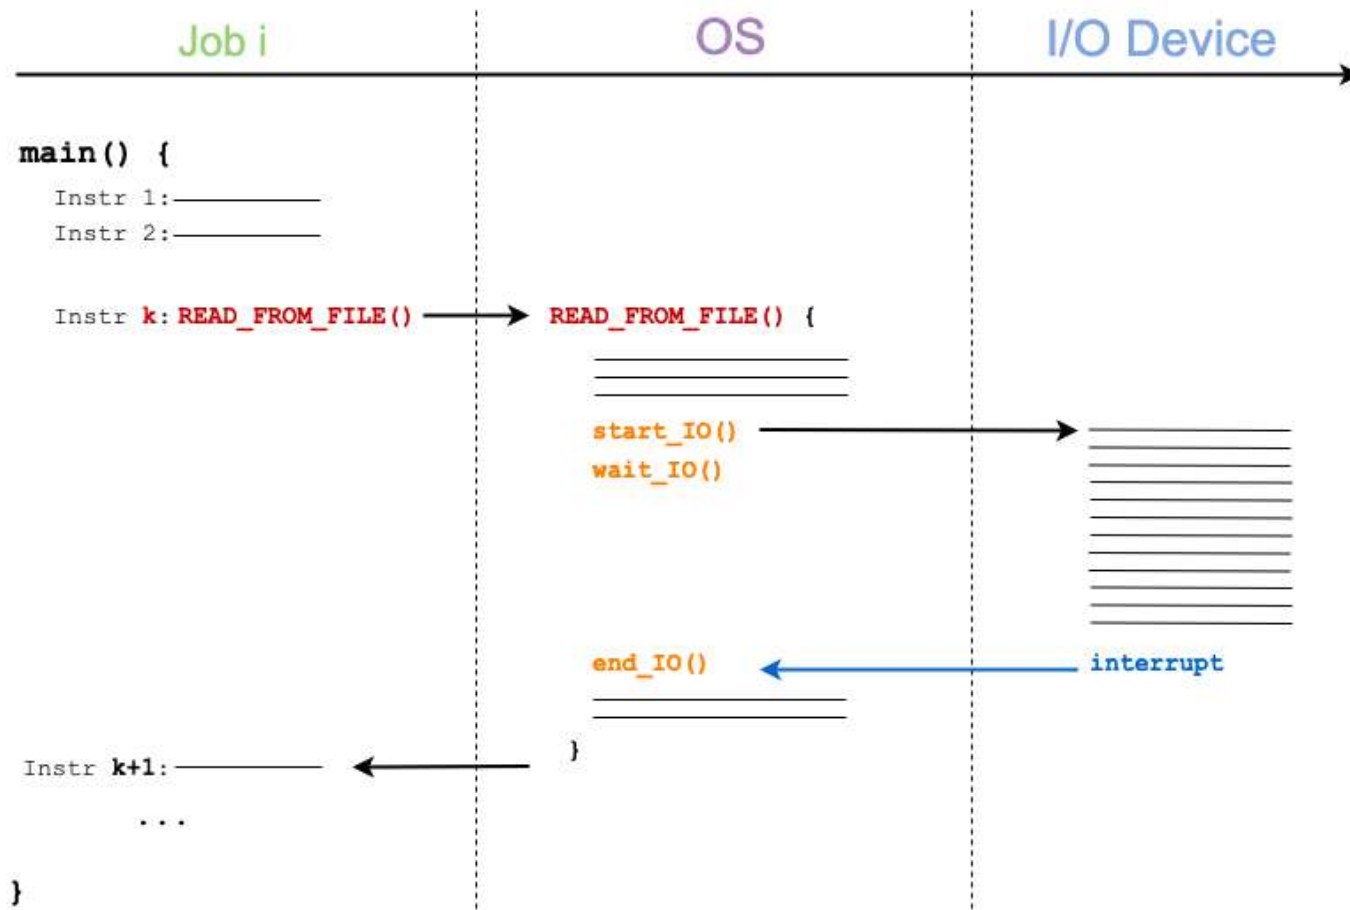 Job i OS I/O Device
main() {
Instr 1:
Instr 2:
Instr k: READ_FROM_FILE() READ_FROM_FILE() {
start_IO()
wait_IO()
end_IO() interrupt
}
Instr k+1:
...
}